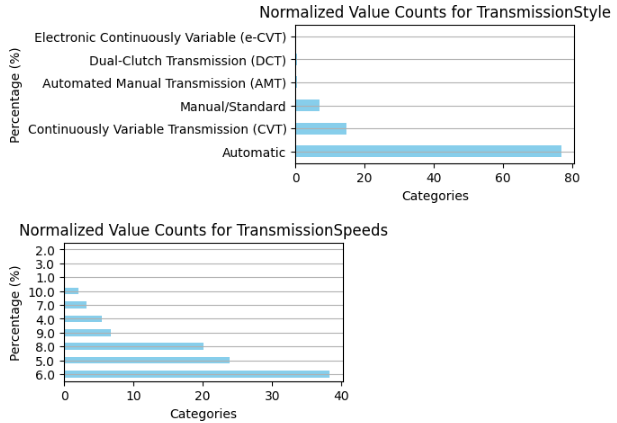 Normalized Value Counts for TransmissionStyle
Electronic Continuously Variable (e-CVT)
Dual-Clutch Transmission (DCT)
Automated Manual Transmission (AMT)
Manual/Standard
Continuously Variable Transmission (CVT)
Automatic
Percentage (%)
0 20 40 60 80
Categories
Normalized Value Counts for TransmissionSpeeds
2.0
3.0
1.0
10.0
7.0
4.0
9.0
8.0
5.0
6.0
Percentage (%)
0 10 20 30 40
Categories